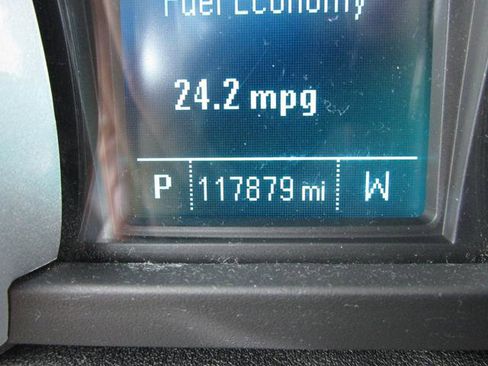 Fuel Economy
24.2 mpg
P 117879 mi W